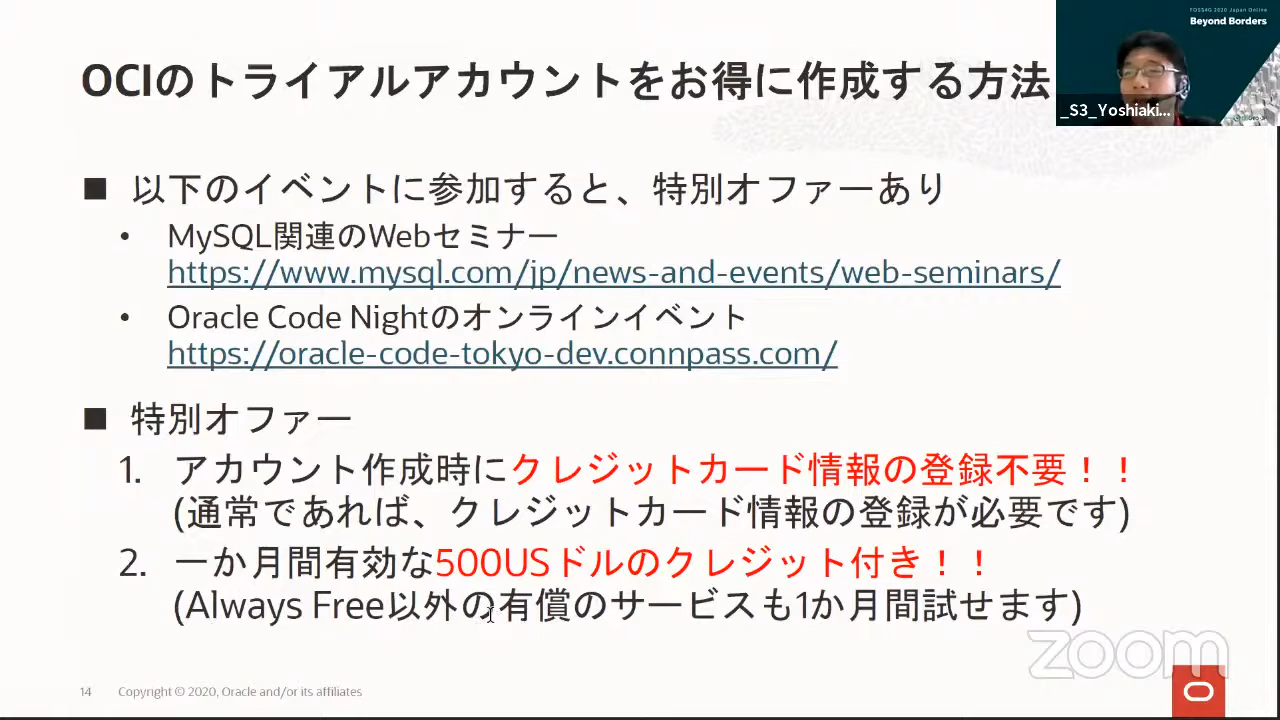 FOSS4G 2020 Japan Online
Beyond Borders
_S3_Yoshiaki...
OCIのトライアルアカウントをお得に作成する方法
■ 以下のイベントに参加すると、特別オファーあり
• MySQL関連のWebセミナー
https://www.mysql.com/jp/news-and-events/web-seminars/
• Oracle Code Nightのオンラインイベント
https://oracle-code-tokyo-dev.connpass.com/
■ 特別オファー
1. アカウント作成時にクレジットカード情報の登録不要！！
(通常であれば、クレジットカード情報の登録が必要です)
2. 一か月間有効な500USドルのクレジット付き！！
(Always Free以外の有償のサービスも1か月間試せます)
zoom
14 Copyright © 2020, Oracle and/or its affiliates